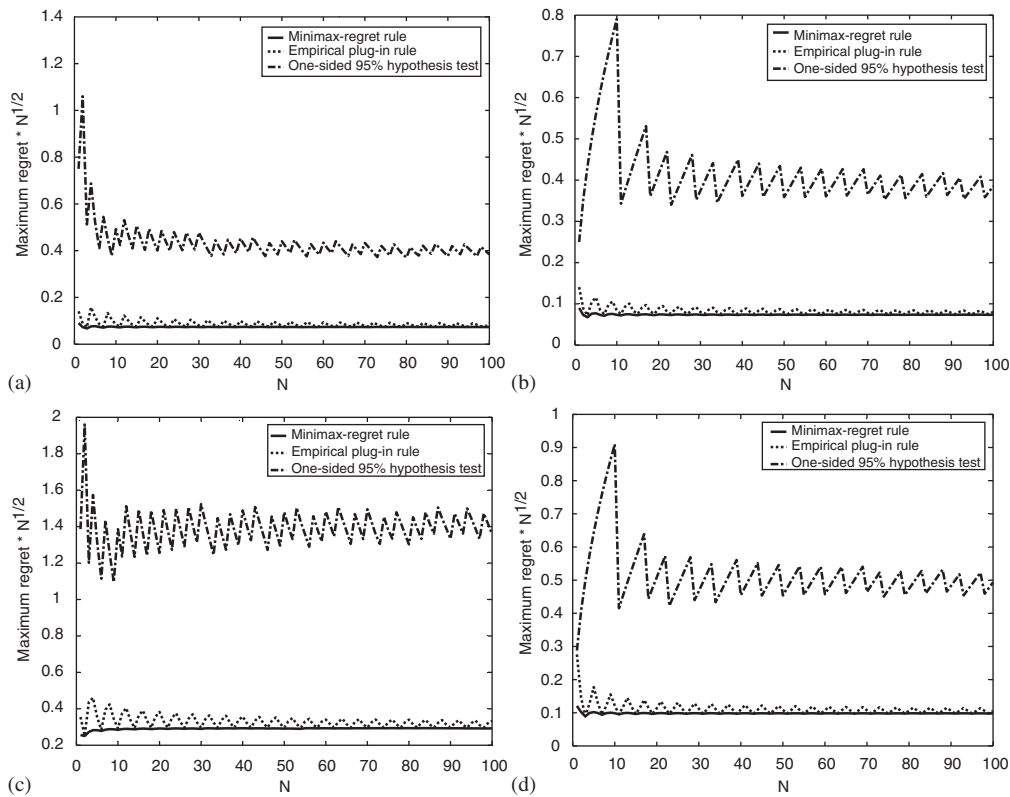 1.4
1.2
1
0.8
0.6
0.4
0.2
0
Maximum regret * N1/2
Minimax-regret rule
Empirical plug-in rule
One-sided 95% hypothesis test
0 10 20 30 40 50 60 70 80 90 100
N
(a)
0.8
0.7
0.6
0.5
0.4
0.3
0.2
0.1
0
Maximum regret * N1/2
Minimax-regret rule
Empirical plug-in rule
One-sided 95% hypothesis test
0 10 20 30 40 50 60 70 80 90 100
N
(b)
2
1.8
1.6
1.4
1.2
1
0.8
0.6
0.4
0.2
Maximum regret * N1/2
Minimax-regret rule
Empirical plug-in rule
One-sided 95% hypothesis test
0 10 20 30 40 50 60 70 80 90 100
N
(c)
1
0.9
0.8
0.7
0.6
0.5
0.4
0.3
0.2
0.1
0
Maximum regret * N1/2
Minimax-regret rule
Empirical plug-in rule
One-sided 95% hypothesis test
0 10 20 30 40 50 60 70 80 90 100
N
(d)